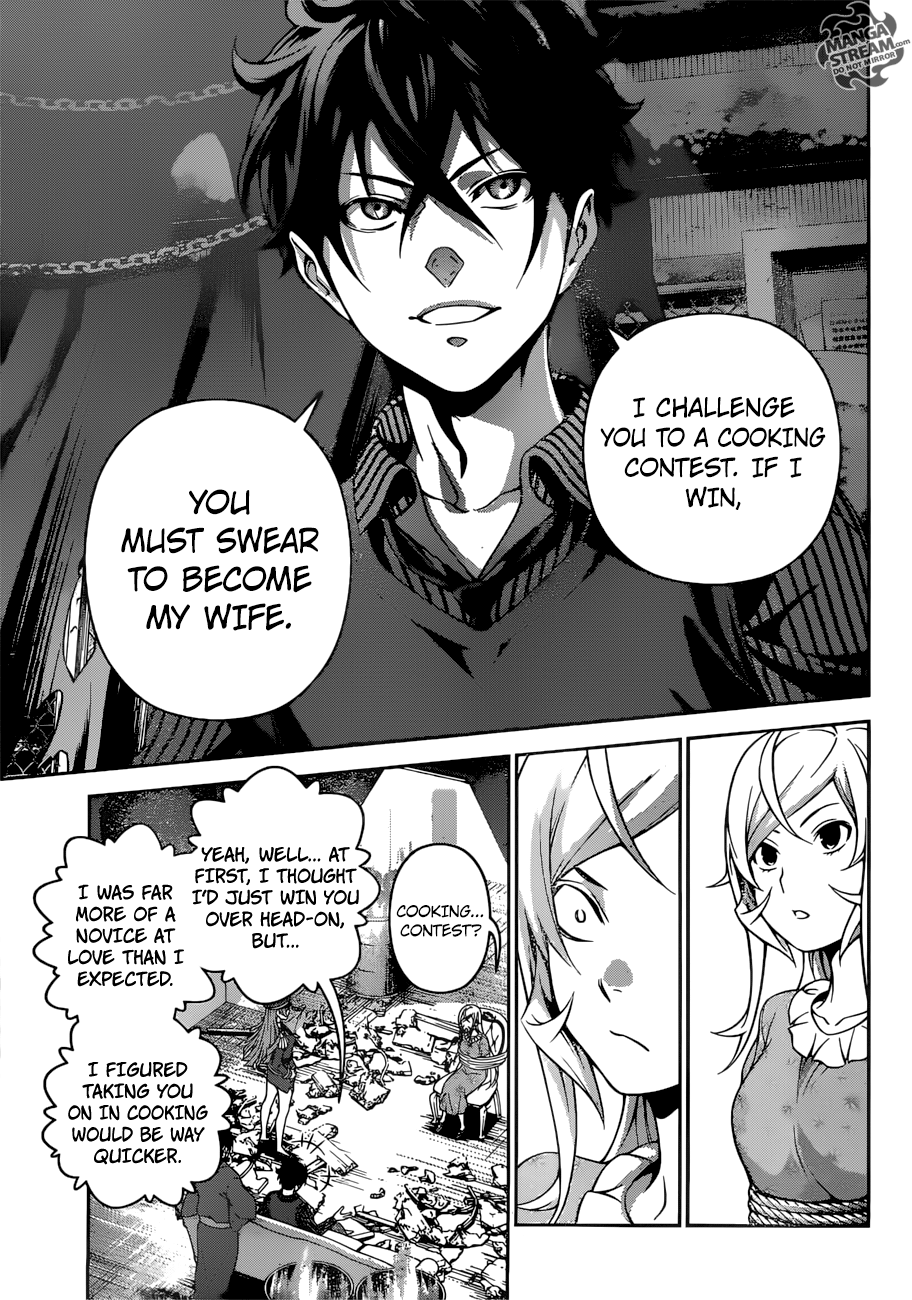 MANGA
STREAM.com
DO NOT MIRROR
I CHALLENGE
YOU TO A COOKING
CONTEST. IF I
WIN,
YOU
MUST SWEAR
TO BECOME
MY WIFE.
COOKING...
CONTEST?
YEAH, WELL... AT
FIRST, I THOUGHT
I'D JUST WIN YOU
OVER HEAD-ON,
BUT...
I WAS FAR
MORE OF A
NOVICE AT
LOVE THAN I
EXPECTED.
I FIGURED
TAKING YOU
ON IN COOKING
WOULD BE WAY
QUICKER.